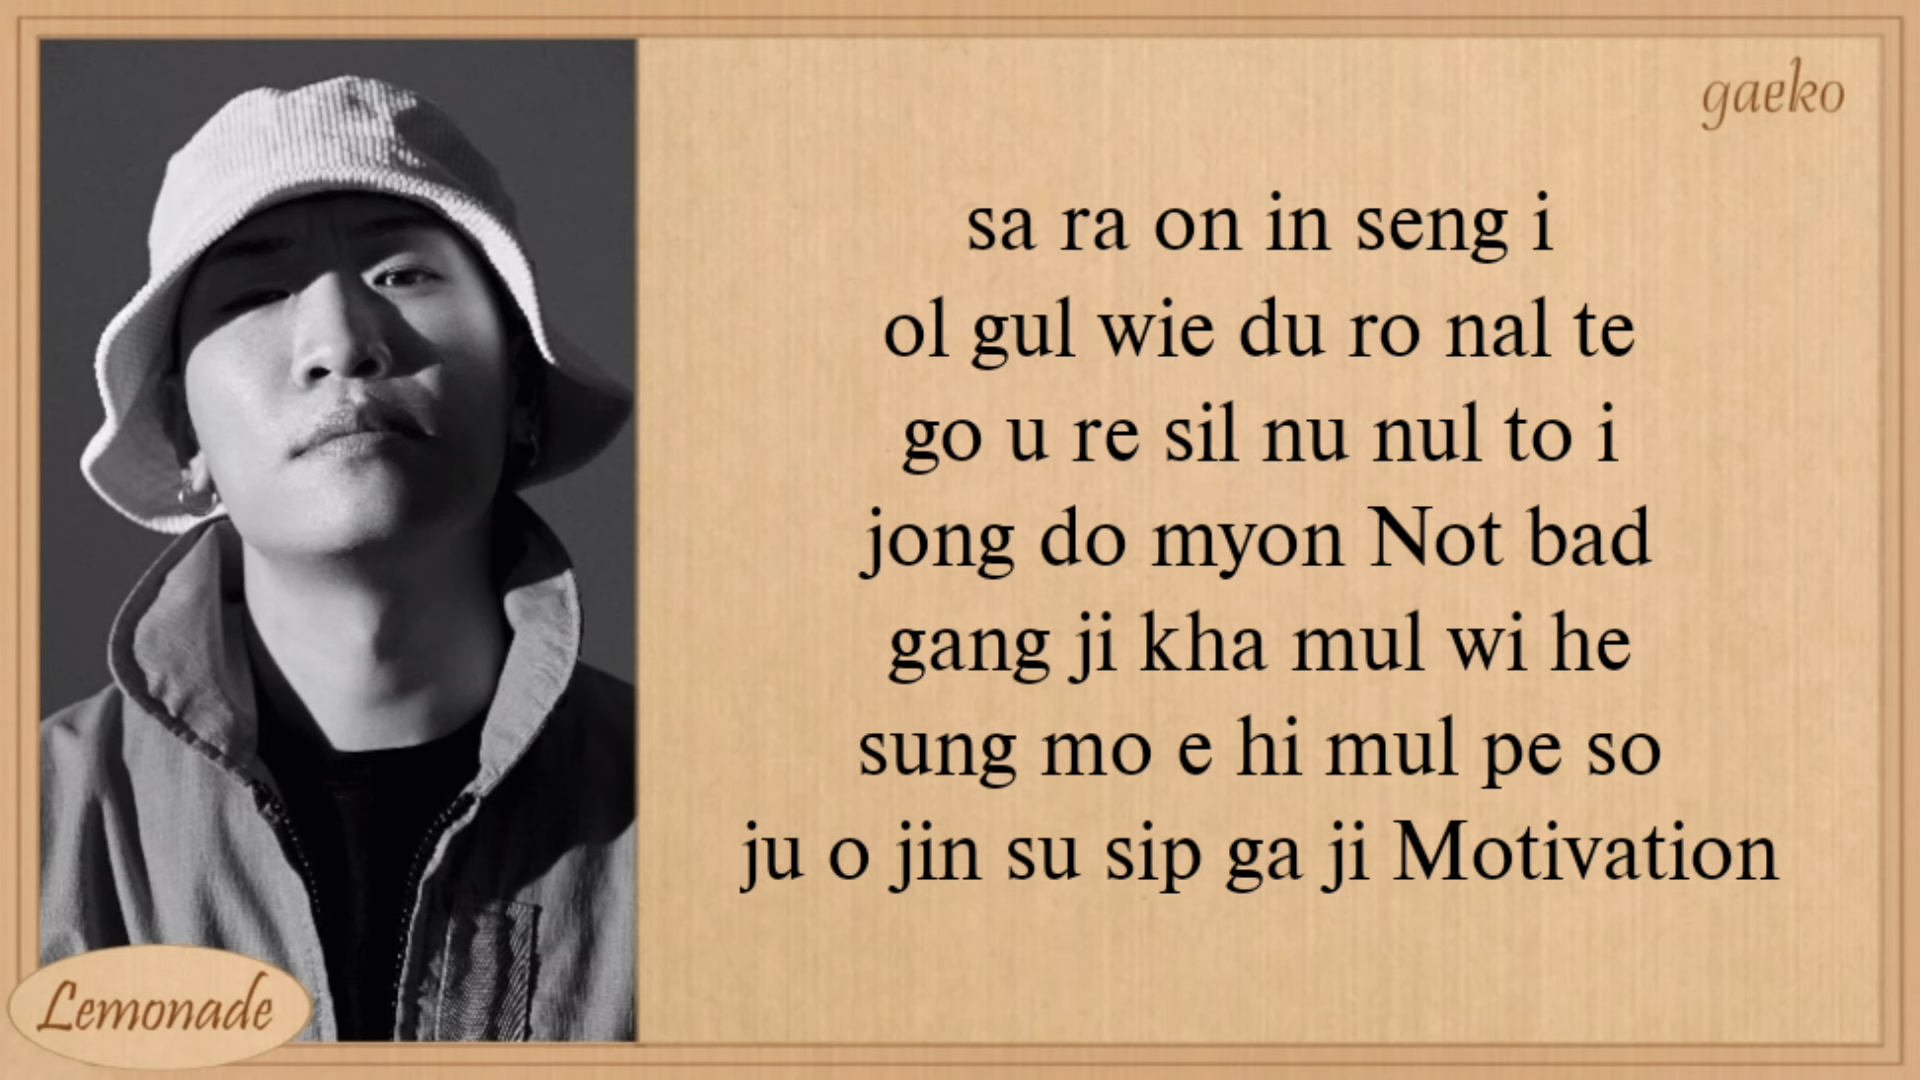 gaeko
sa ra on in seng i
ol gul wie du ro nal te
go u re sil nu nul to i
jong do myon Not bad
gang ji kha mul wi he
sung mo e hi mul pe so
ju o jin su sip ga ji Motivation
Lemonade